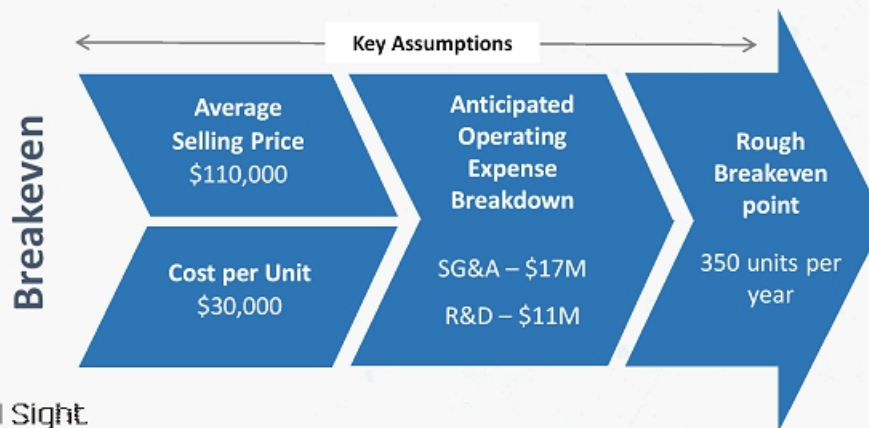 Key Assumptions
Breakeven
Average
Selling Price
$110,000
Cost per Unit
$30,000
Anticipated
Operating
Expense
Breakdown
SG&A – $17M
R&D – $11M
Rough
Breakeven
point
350 units per
year
Sight